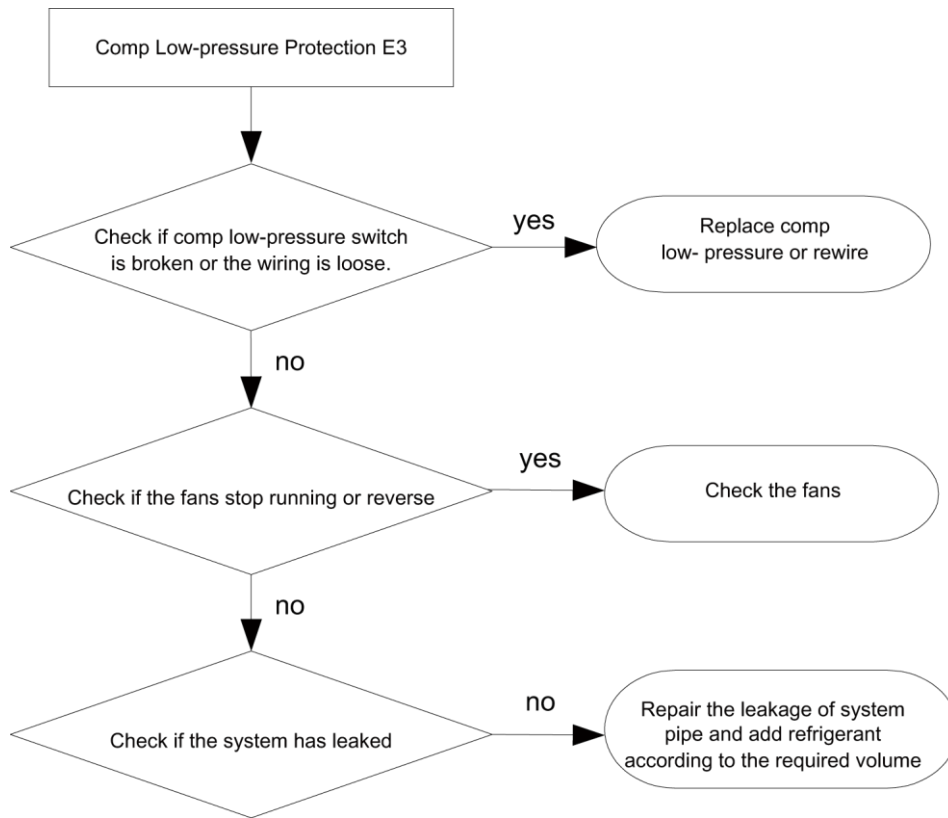 Comp Low-pressure Protection E3
Check if comp low-pressure switch
is broken or the wiring is loose.
yes
Replace comp
low- pressure or rewire
no
Check if the fans stop running or reverse
yes
Check the fans
no
Check if the system has leaked
no
Repair the leakage of system
pipe and add refrigerant
according to the required volume